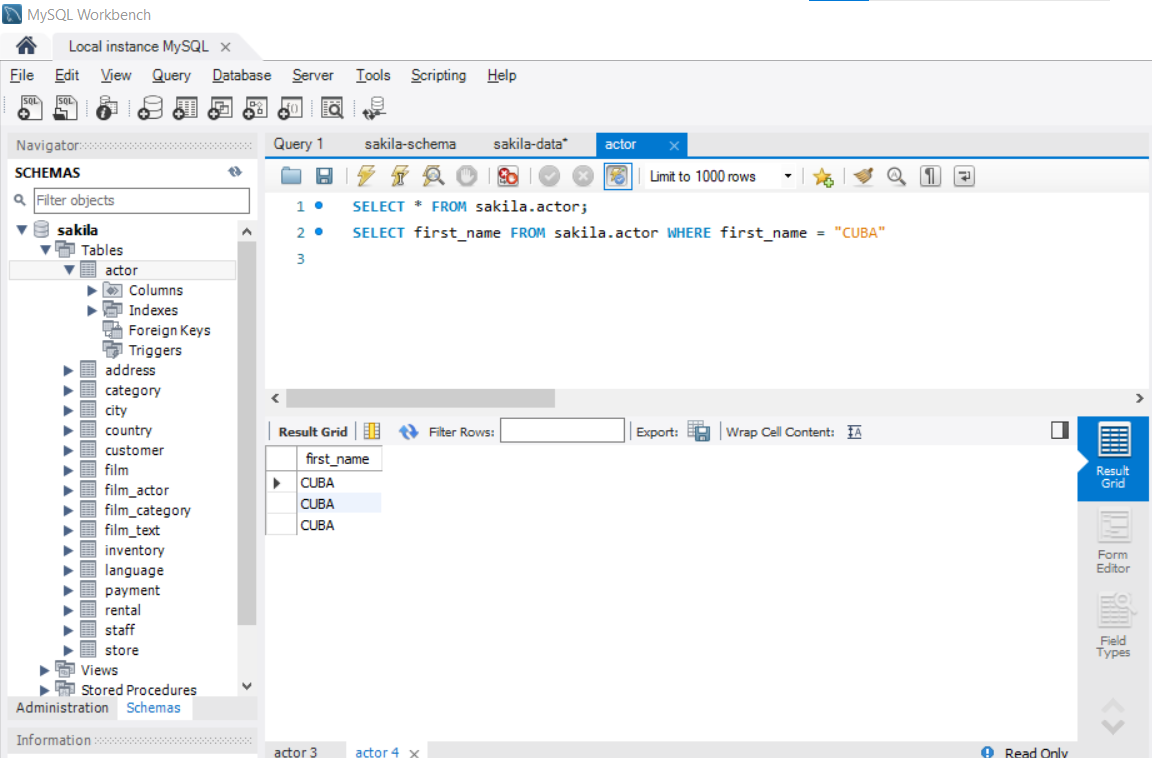 MySQL Workbench
Local instance MySQL
File Edit View Query Database Server Tools Scripting Help
Navigator
SCHEMAS
Filter objects
sakila
Tables
actor
Columns
Indexes
Foreign Keys
Triggers
address
category
city
country
customer
film
film_actor
film_category
film_text
inventory
language
payment
rental
staff
store
Views
Stored Procedures
Administration Schemas
Information
Query 1 sakila-schema sakila-data* actor
Limit to 1000 rows
1 SELECT * FROM sakila.actor;
2 SELECT first_name FROM sakila.actor WHERE first_name = "CUBA"
3
Result Grid Filter Rows: Export: Wrap Cell Content:
first_name
CUBA
CUBA
CUBA
Result
Grid
Form
Editor
Field
Types
actor 3 actor 4 Read Only